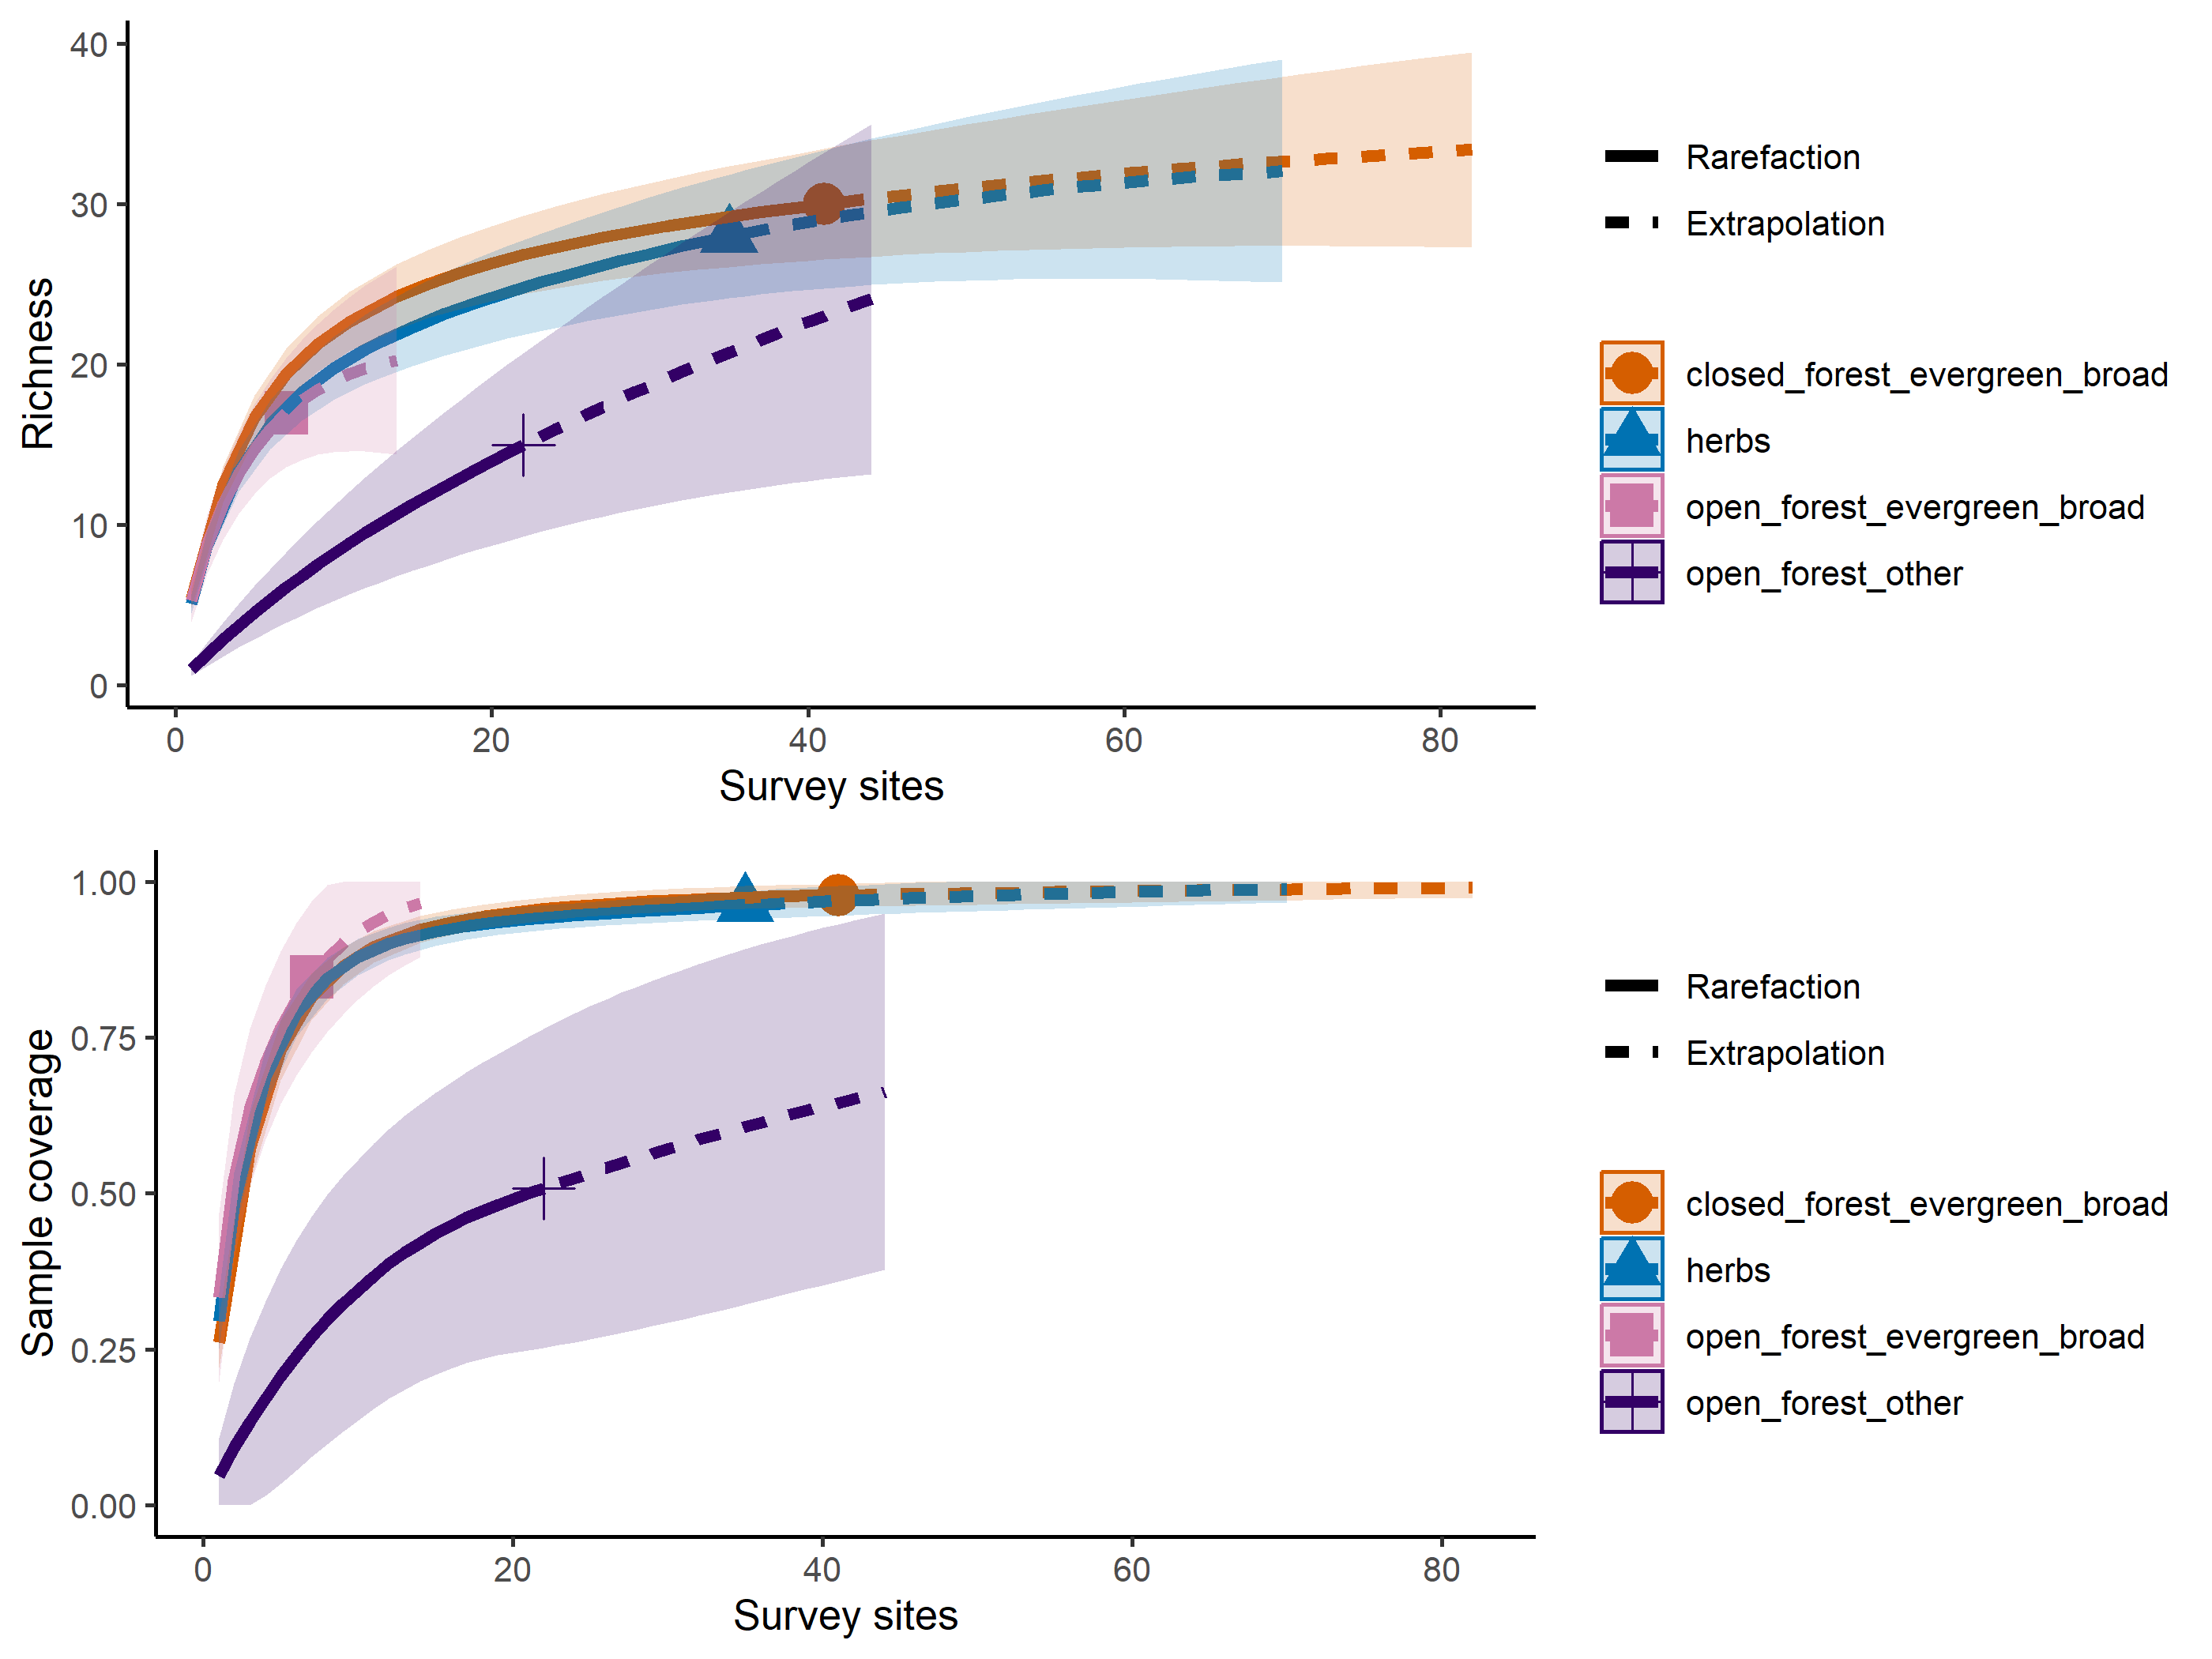 40
30
20
10
0
Richness
0 20 40 60 80
Survey sites
Rarefaction
Extrapolation
closed_forest_evergreen_broad
herbs
open_forest_evergreen_broad
open_forest_other
1.00
0.75
0.50
0.25
0.00
Sample coverage
0 20 40 60 80
Survey sites
Rarefaction
Extrapolation
closed_forest_evergreen_broad
herbs
open_forest_evergreen_broad
open_forest_other